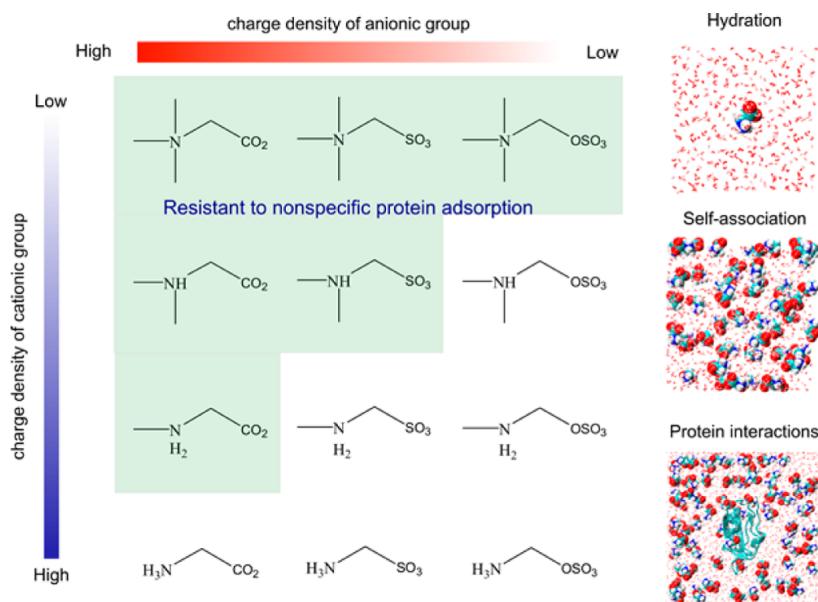 charge density of anionic group
High
Low
Hydration
Low
N
CO2
N
SO3
N
OSO3
Resistant to nonspecific protein adsorption
Self-association
charge density of cationic group
NH
CO2
NH
SO3
NH
OSO3
N
H2
CO2
N
H2
SO3
N
H2
OSO3
Protein interactions
High
H3N
CO2
H3N
SO3
H3N
OSO3